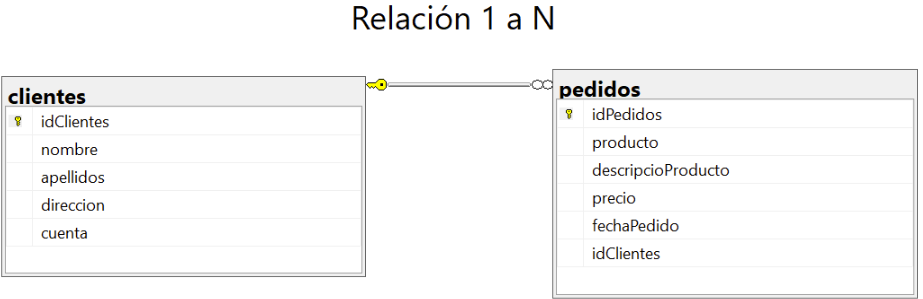 Relación 1 a N
clientes
idClientes
nombre
apellidos
direccion
cuenta
pedidos
idPedidos
producto
descripcioProducto
precio
fechaPedido
idClientes